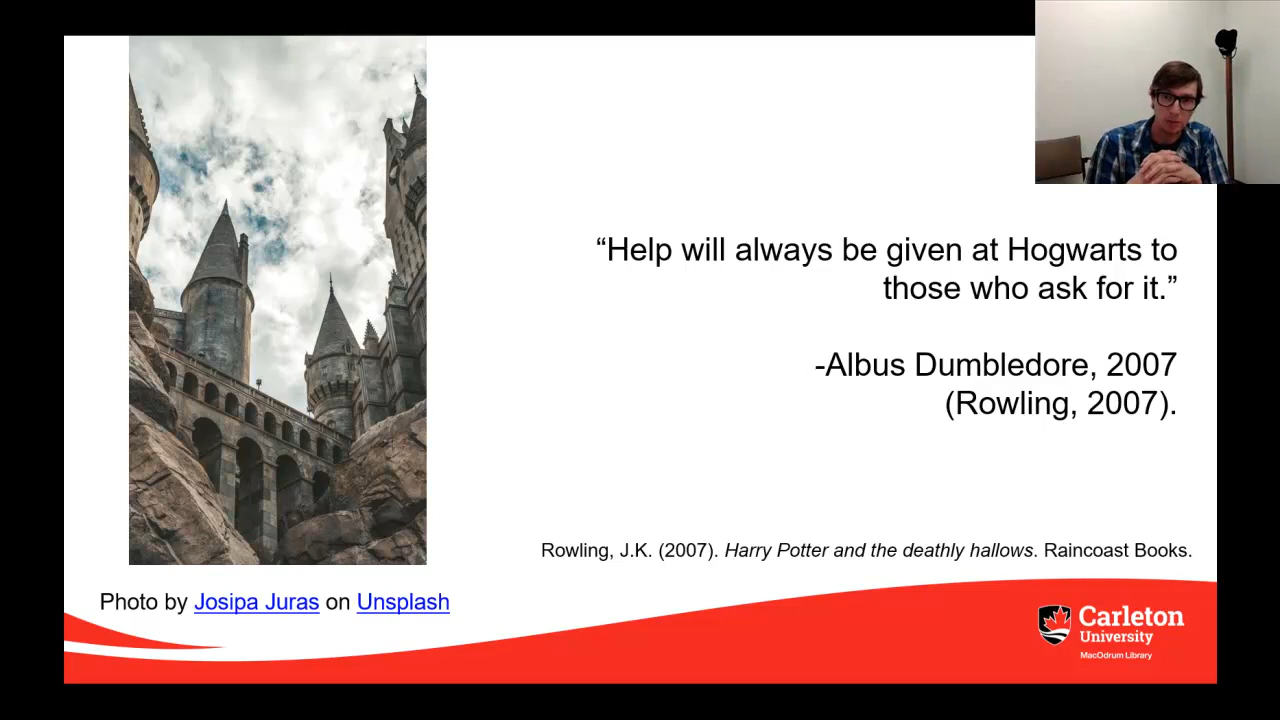 “Help will always be given at Hogwarts to
those who ask for it.”
-Albus Dumbledore, 2007
(Rowling, 2007).
Rowling, J.K. (2007). Harry Potter and the deathly hallows. Raincoast Books.
Photo by Josipa Juras on Unsplash
Carleton
University
MacOdrum Library